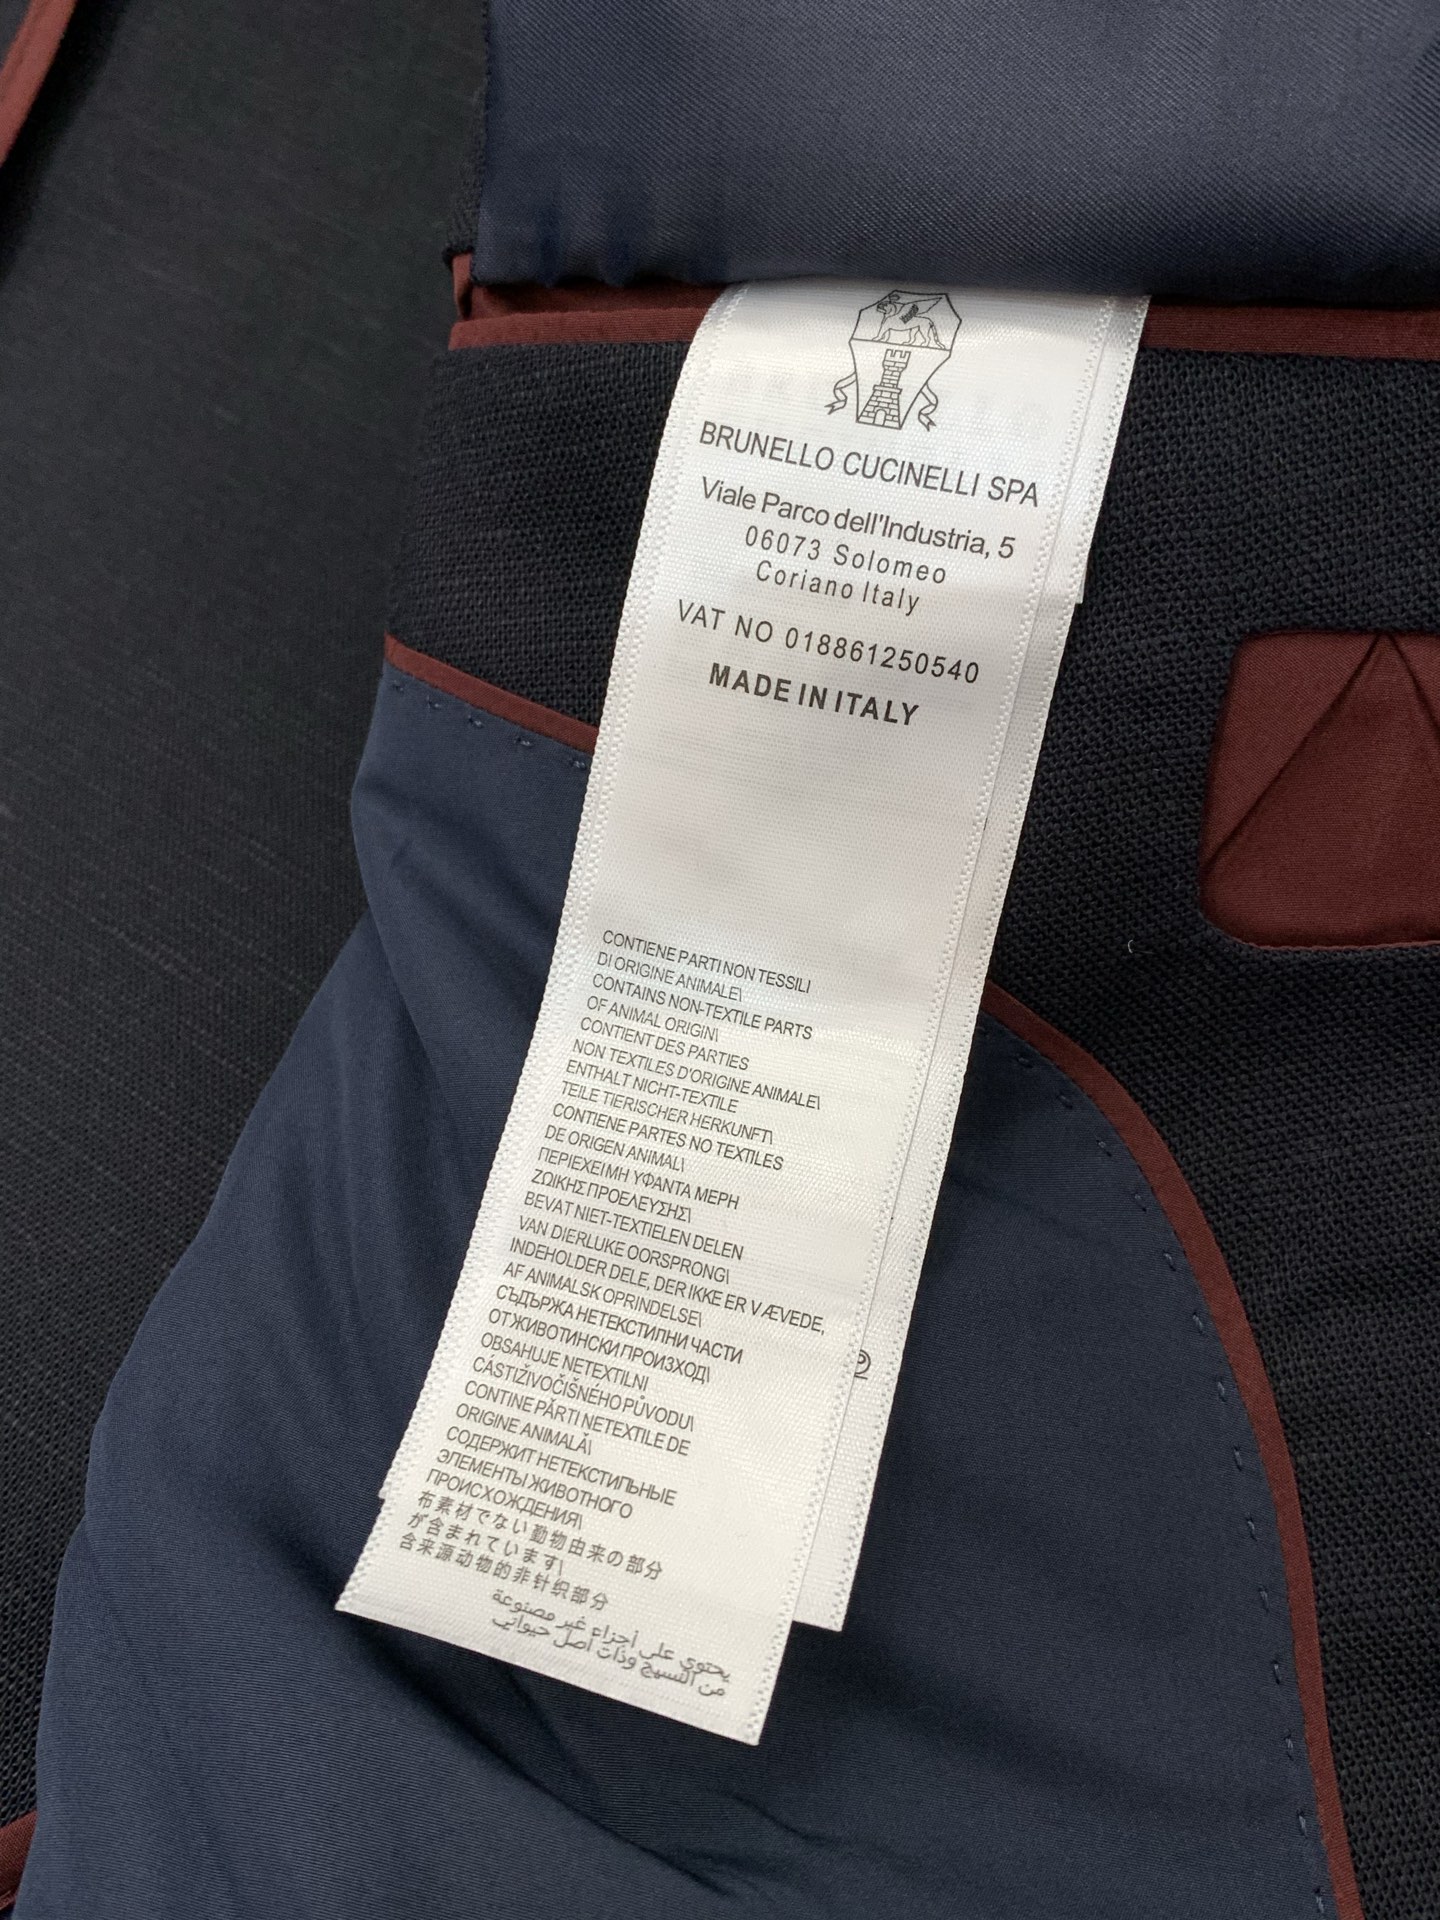 BRUNELLO CUCINELLI SPA
Viale Parco dell'Industria, 5
06073 Solomeo
Coriano Italy
VAT NO 018861250540
MADE IN ITALY
CONTIENE PARTI NON TESSILI
DI ORIGINE ANIMALE\
CONTAINS NON-TEXTILE PARTS
OF ANIMAL ORIGIN\
CONTIENT DES PARTIES
NON TEXTILES D'ORIGINE ANIMALE\
ENTHALT NICHT-TEXTILE
TEILE TIERISCHER HERKUNFT\
CONTIENE PARTES NO TEXTILES
DE ORIGEN ANIMAL\
ΠΕΡΙΕΧΕΙ ΜΗ ΥΦΑΝΤΑ ΜΕΡΗ
ΖΩΙΚΗΣ ΠΡΟΕΛΕΥΣΗΣ\
BEVAT NIET-TEXTIELEN DELEN
VAN DIERLUKE OORSPRONG\
INDEHOLDER DELE, DER IKKE ER VÆVEDE,
AF ANIMALSK OPRINDELSE\
СЪДЪРЖА НЕТЕКСТИЛНИ ЧАСТИ
ОТ ЖИВОТИНСКИ ПРОИЗХОД\
OBSAHUJE NETEXTILNI
CÁSTIŽIVOČIŠNÉHO PŮVODU\
CONTINE PĂRTI NETEXTILE DE
ORIGINE ANIMALĂ\
СОДЕРЖИТ НЕТЕКСТИЛЬНЫЕ
ЭЛЕМЕНТЫ ЖИВОТНОГО
ПРОИСХОЖДЕНИЯ\
布素材でない動物由来の部分
が含まれています\
含来源动物的非针织部分
يحتوي على أجزاء غير مصنوعة
من النسيج وذات أصل حيواني